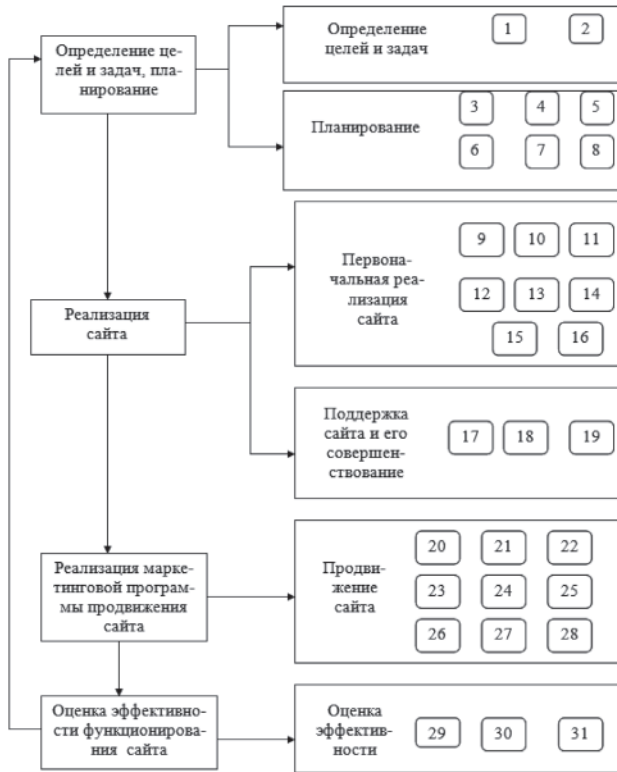 Определение це-
лей и задач, пла-
нирование
Определение
целей и задач
1
2
Планирование
3
4
5
6
7
8
Реализация
сайта
Первона-
чальная реа-
лизация
сайта
9
10
11
12
13
14
15
16
Поддержка
сайта и его
совершен-
ствование
17
18
19
Реализация марке-
тинговой програм-
мы продвижения
сайта
Продви-
жение
сайта
20
21
22
23
24
25
26
27
28
Оценка эффективно-
сти функционирова-
ния сайта
Оценка
эффектив-
ности
29
30
31